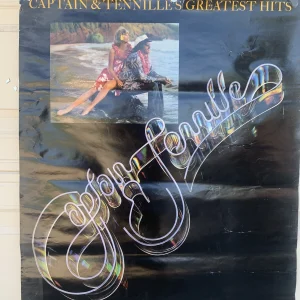 CAPTAIN & TENNILLE'S GREATEST HITS
Captain & Tennille